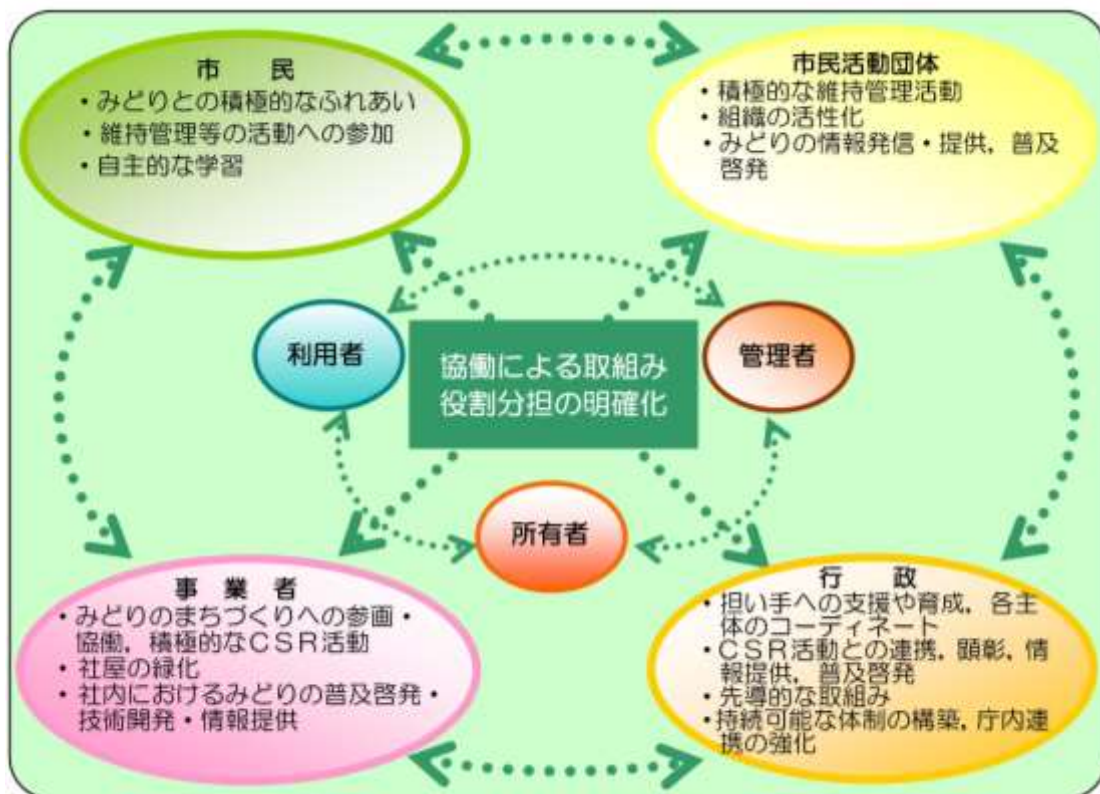 市 民
・みどりとの積極的なふれあい
・維持管理等の活動への参加
・自主的な学習
市民活動団体
・積極的な維持管理活動
・組織の活性化
・みどりの情報発信・提供，普及
啓発
利用者
協働による取組み
役割分担の明確化
管理者
所有者
事 業 者
・みどりのまちづくりへの参画・
協働，積極的なＣＳＲ活動
・社屋の緑化
・社内におけるみどりの普及啓発・
技術開発・情報提供
行 政
・担い手への支援や育成，各主
体のコーディネート
・ＣＳＲ活動との連携，顕彰，情
報提供，普及啓発
・先導的な取組み
・持続可能な体制の構築，庁内連
携の強化